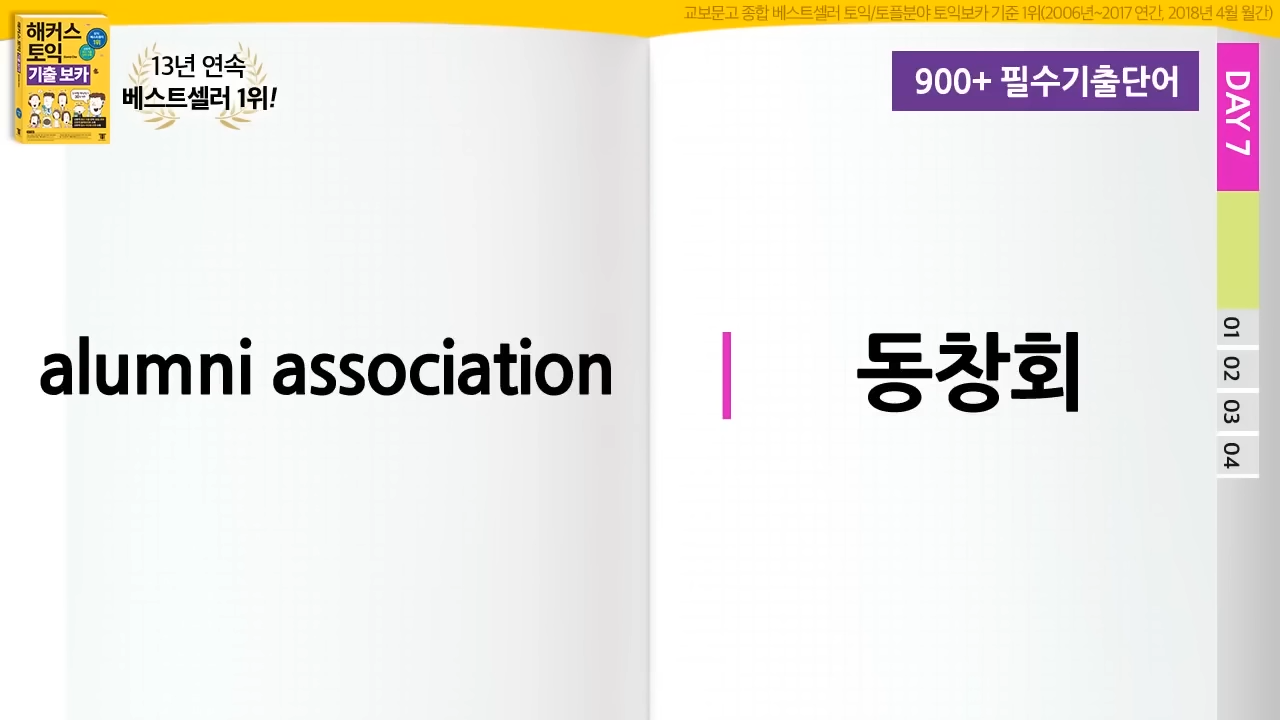 교보문고 종합 베스트셀러 토익/토플분야 토익보카 기준 1위(2006년~2017 연간, 2018년 4월 월간)
해커스
토익
기출 보카
13년 연속
베스트셀러 1위!
900+ 필수기출단어
DAY 7
alumni association
동창회
01
02
03
04